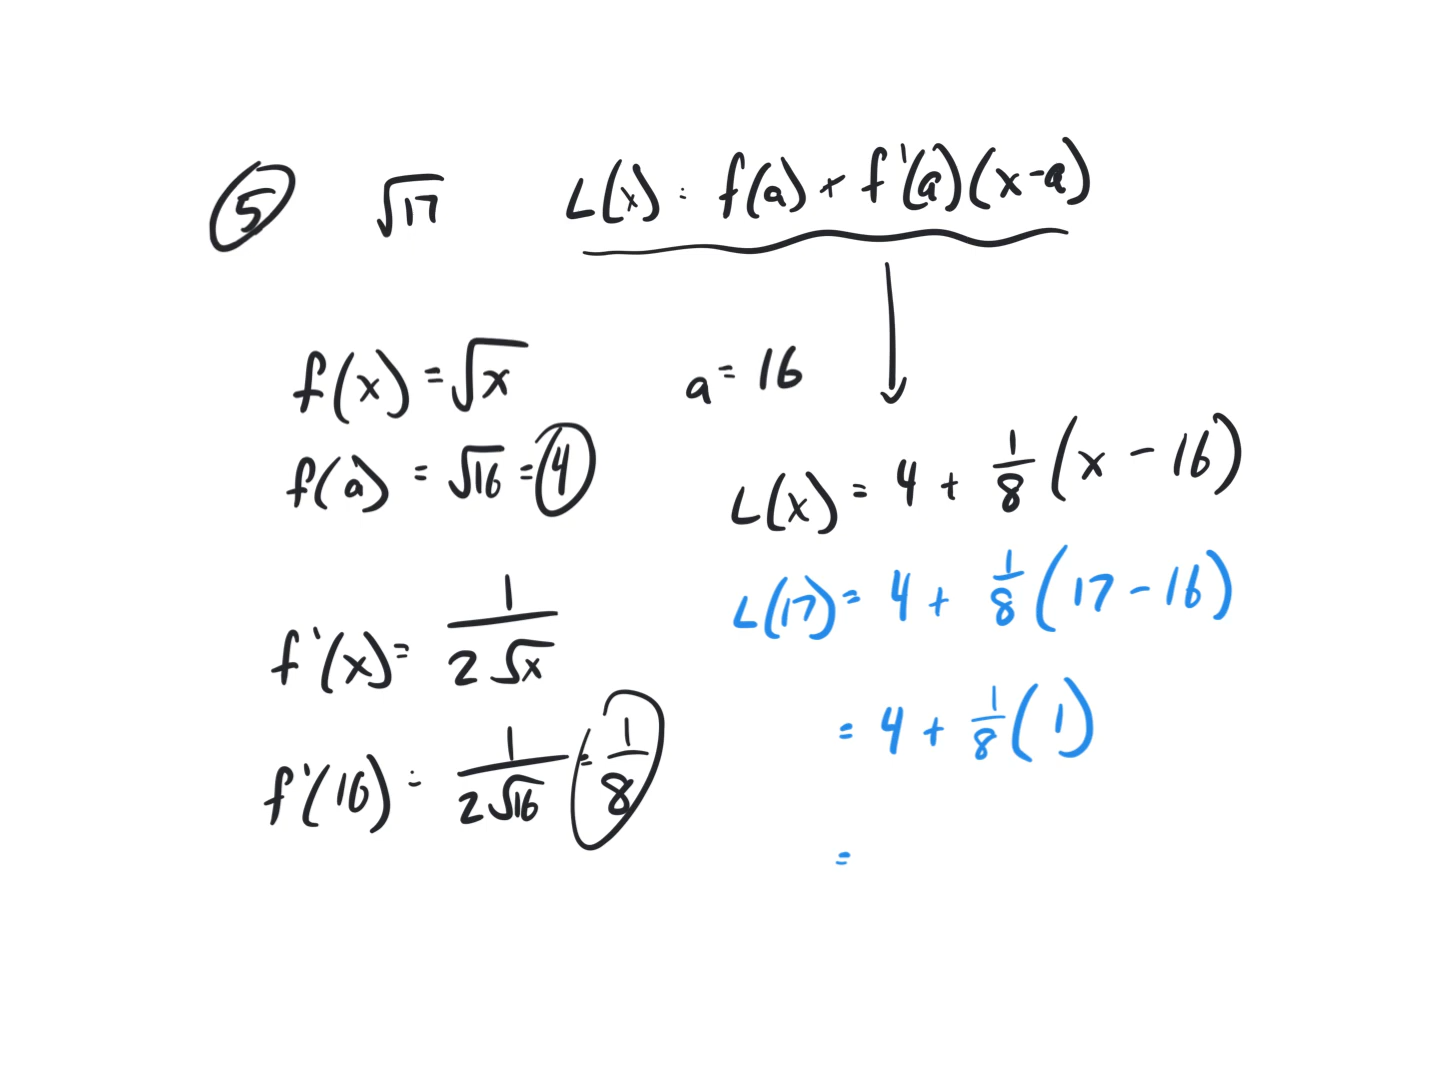 5 √17 L(x) = f(a) + f'(a)(x-a)
f(x) = √x a = 16
f(a) = √16 = 4
L(x) = 4 + 1/8 (x - 16)
L(17) = 4 + 1/8 (17 - 16)
f'(x) = 1/(2√x)
= 4 + 1/8 (1)
f'(16) = 1/(2√16) = 1/8
=